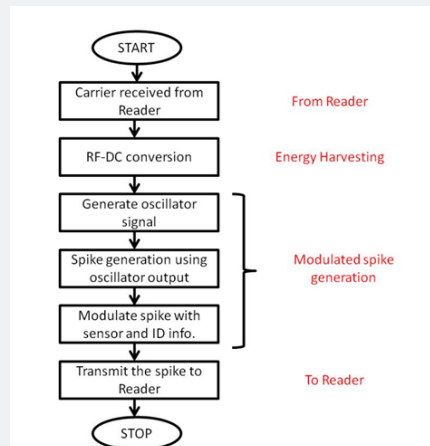 START
Carrier received from
Reader
From Reader
RF-DC conversion
Energy Harvesting
Generate oscillator
signal
Spike generation using
oscillator output
Modulated spike
generation
Modulate spike with
sensor and ID info.
Transmit the spike to
Reader
To Reader
STOP